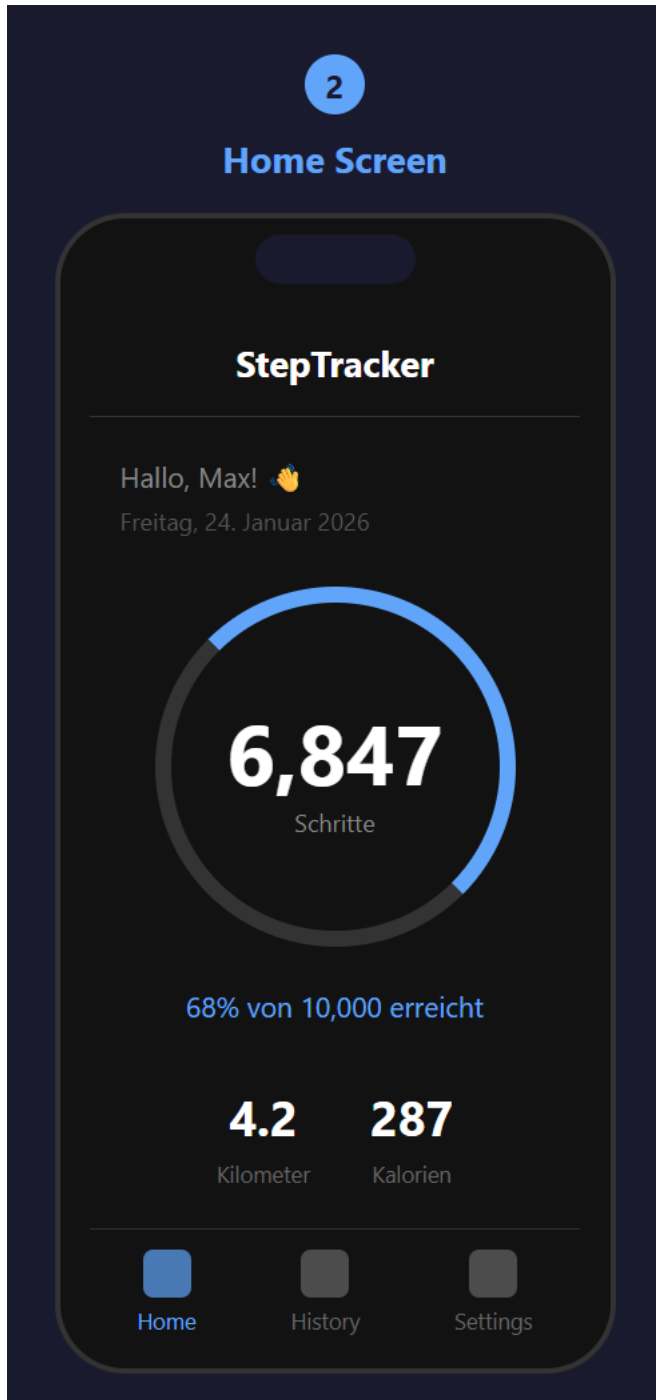 2
Home Screen
StepTracker
Hallo, Max! 👋
Freitag, 24. Januar 2026
6,847
Schritte
68% von 10,000 erreicht
4.2 287
Kilometer Kalorien
Home History Settings